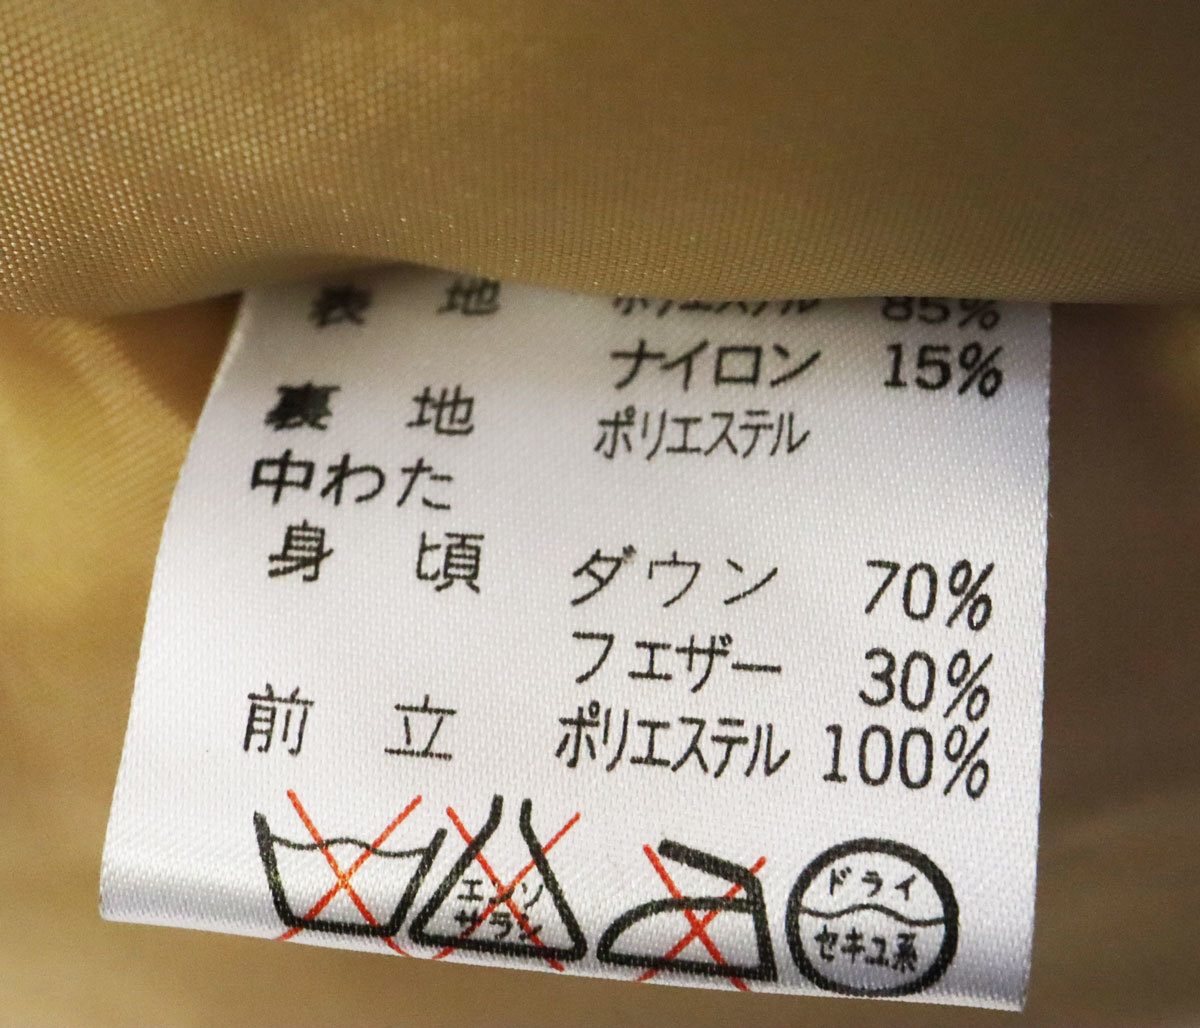 表 地 ポリエステル 85%
ナイロン 15%
裏 地 ポリエステル
中わた
身 頃 ダウン 70%
フェザー 30%
前 立 ポリエステル 100%
エンソ
サラシ
ドライ
セキユ系